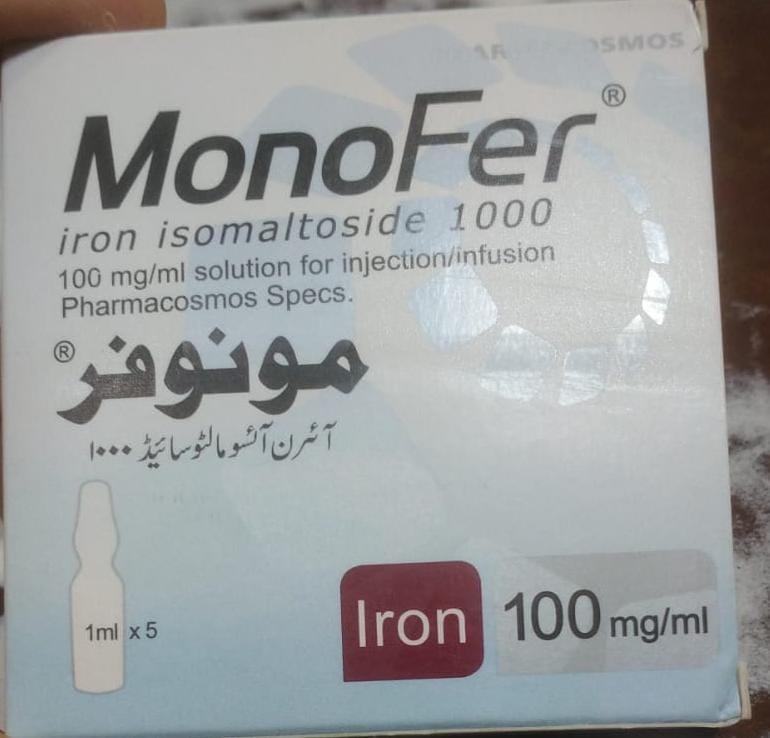 OSMOS
MonoFer®
iron isomaltoside 1000
100 mg/ml solution for injection/infusion
Pharmacosmos Specs.
مونوفر®
آئرن آئسومالٹوسائیڈ ۱۰۰۰
1ml x 5
Iron 100 mg/ml